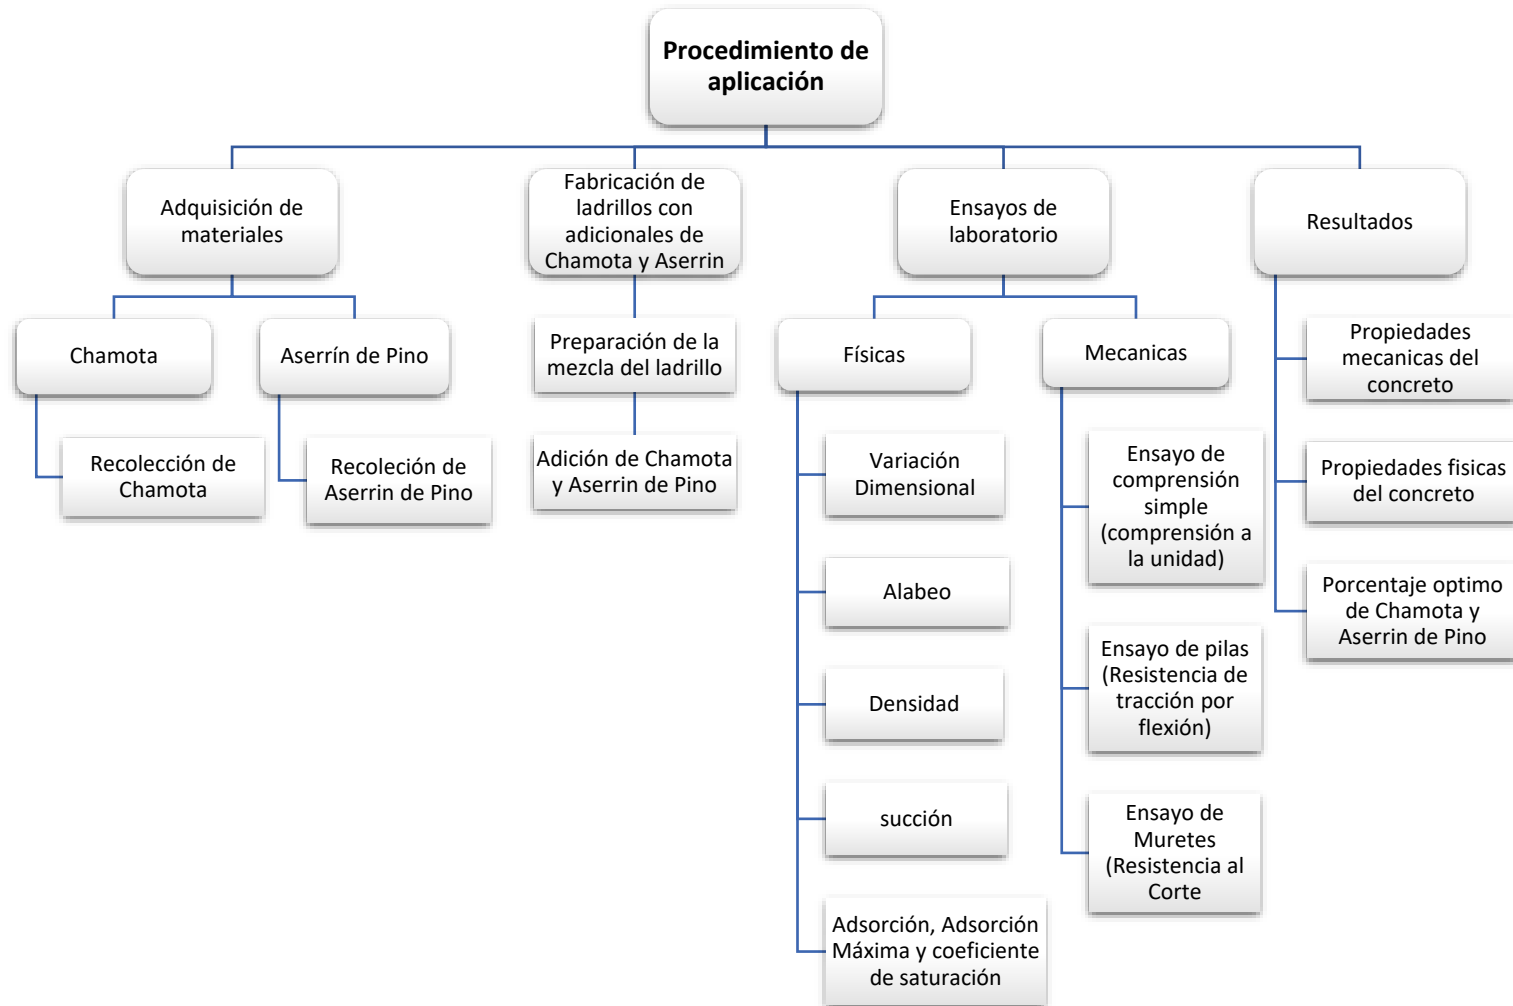 Procedimiento de
aplicación
Adquisición de
materiales
Fabricación de
ladrillos con
adicionales de
Chamota y Aserrin
Ensayos de
laboratorio
Resultados
Chamota
Aserrín de Pino
Recolección de
Chamota
Recoleción de
Aserrin de Pino
Preparación de la
mezcla del ladrillo
Adición de Chamota
y Aserrin de Pino
Físicas
Mecanicas
Variación
Dimensional
Alabeo
Densidad
succión
Adsorción, Adsorción
Máxima y coeficiente
de saturación
Ensayo de
comprensión
simple
(comprensión a
la unidad)
Ensayo de pilas
(Resistencia de
tracción por
flexión)
Ensayo de
Muretes
(Resistencia al
Corte
Propiedades
mecanicas del
concreto
Propiedades fisicas
del concreto
Porcentaje optimo
de Chamota y
Aserrin de Pino